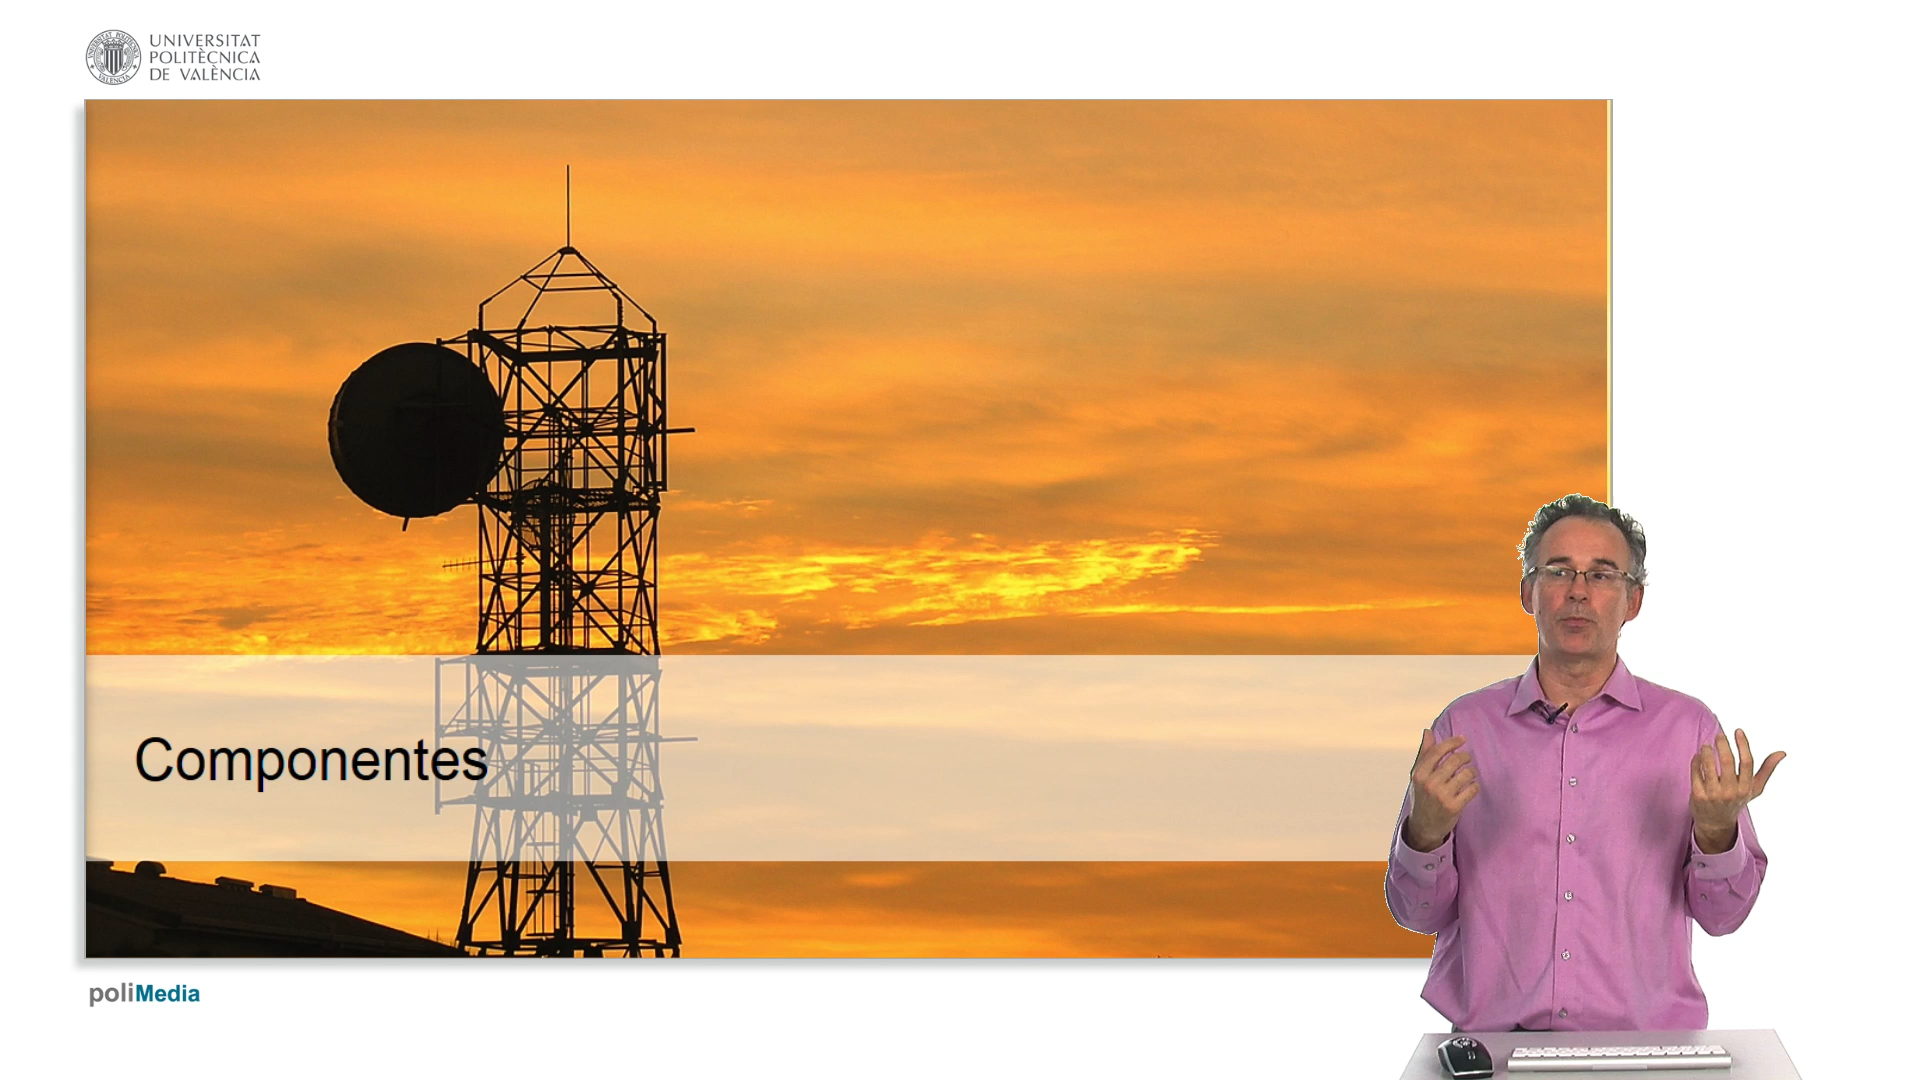 UNIVERSITAT
POLITÈCNICA
DE VALÈNCIA
Componentes
poliMedia